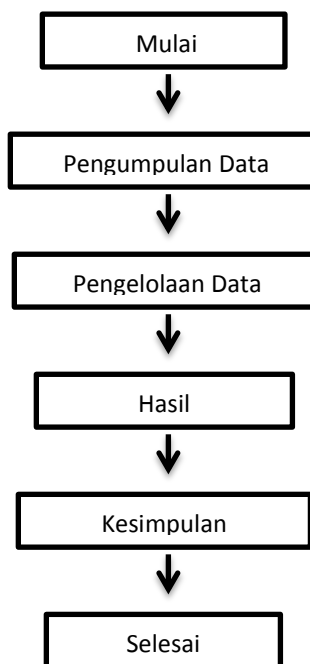 Mulai
Pengumpulan Data
Pengelolaan Data
Hasil
Kesimpulan
Selesai